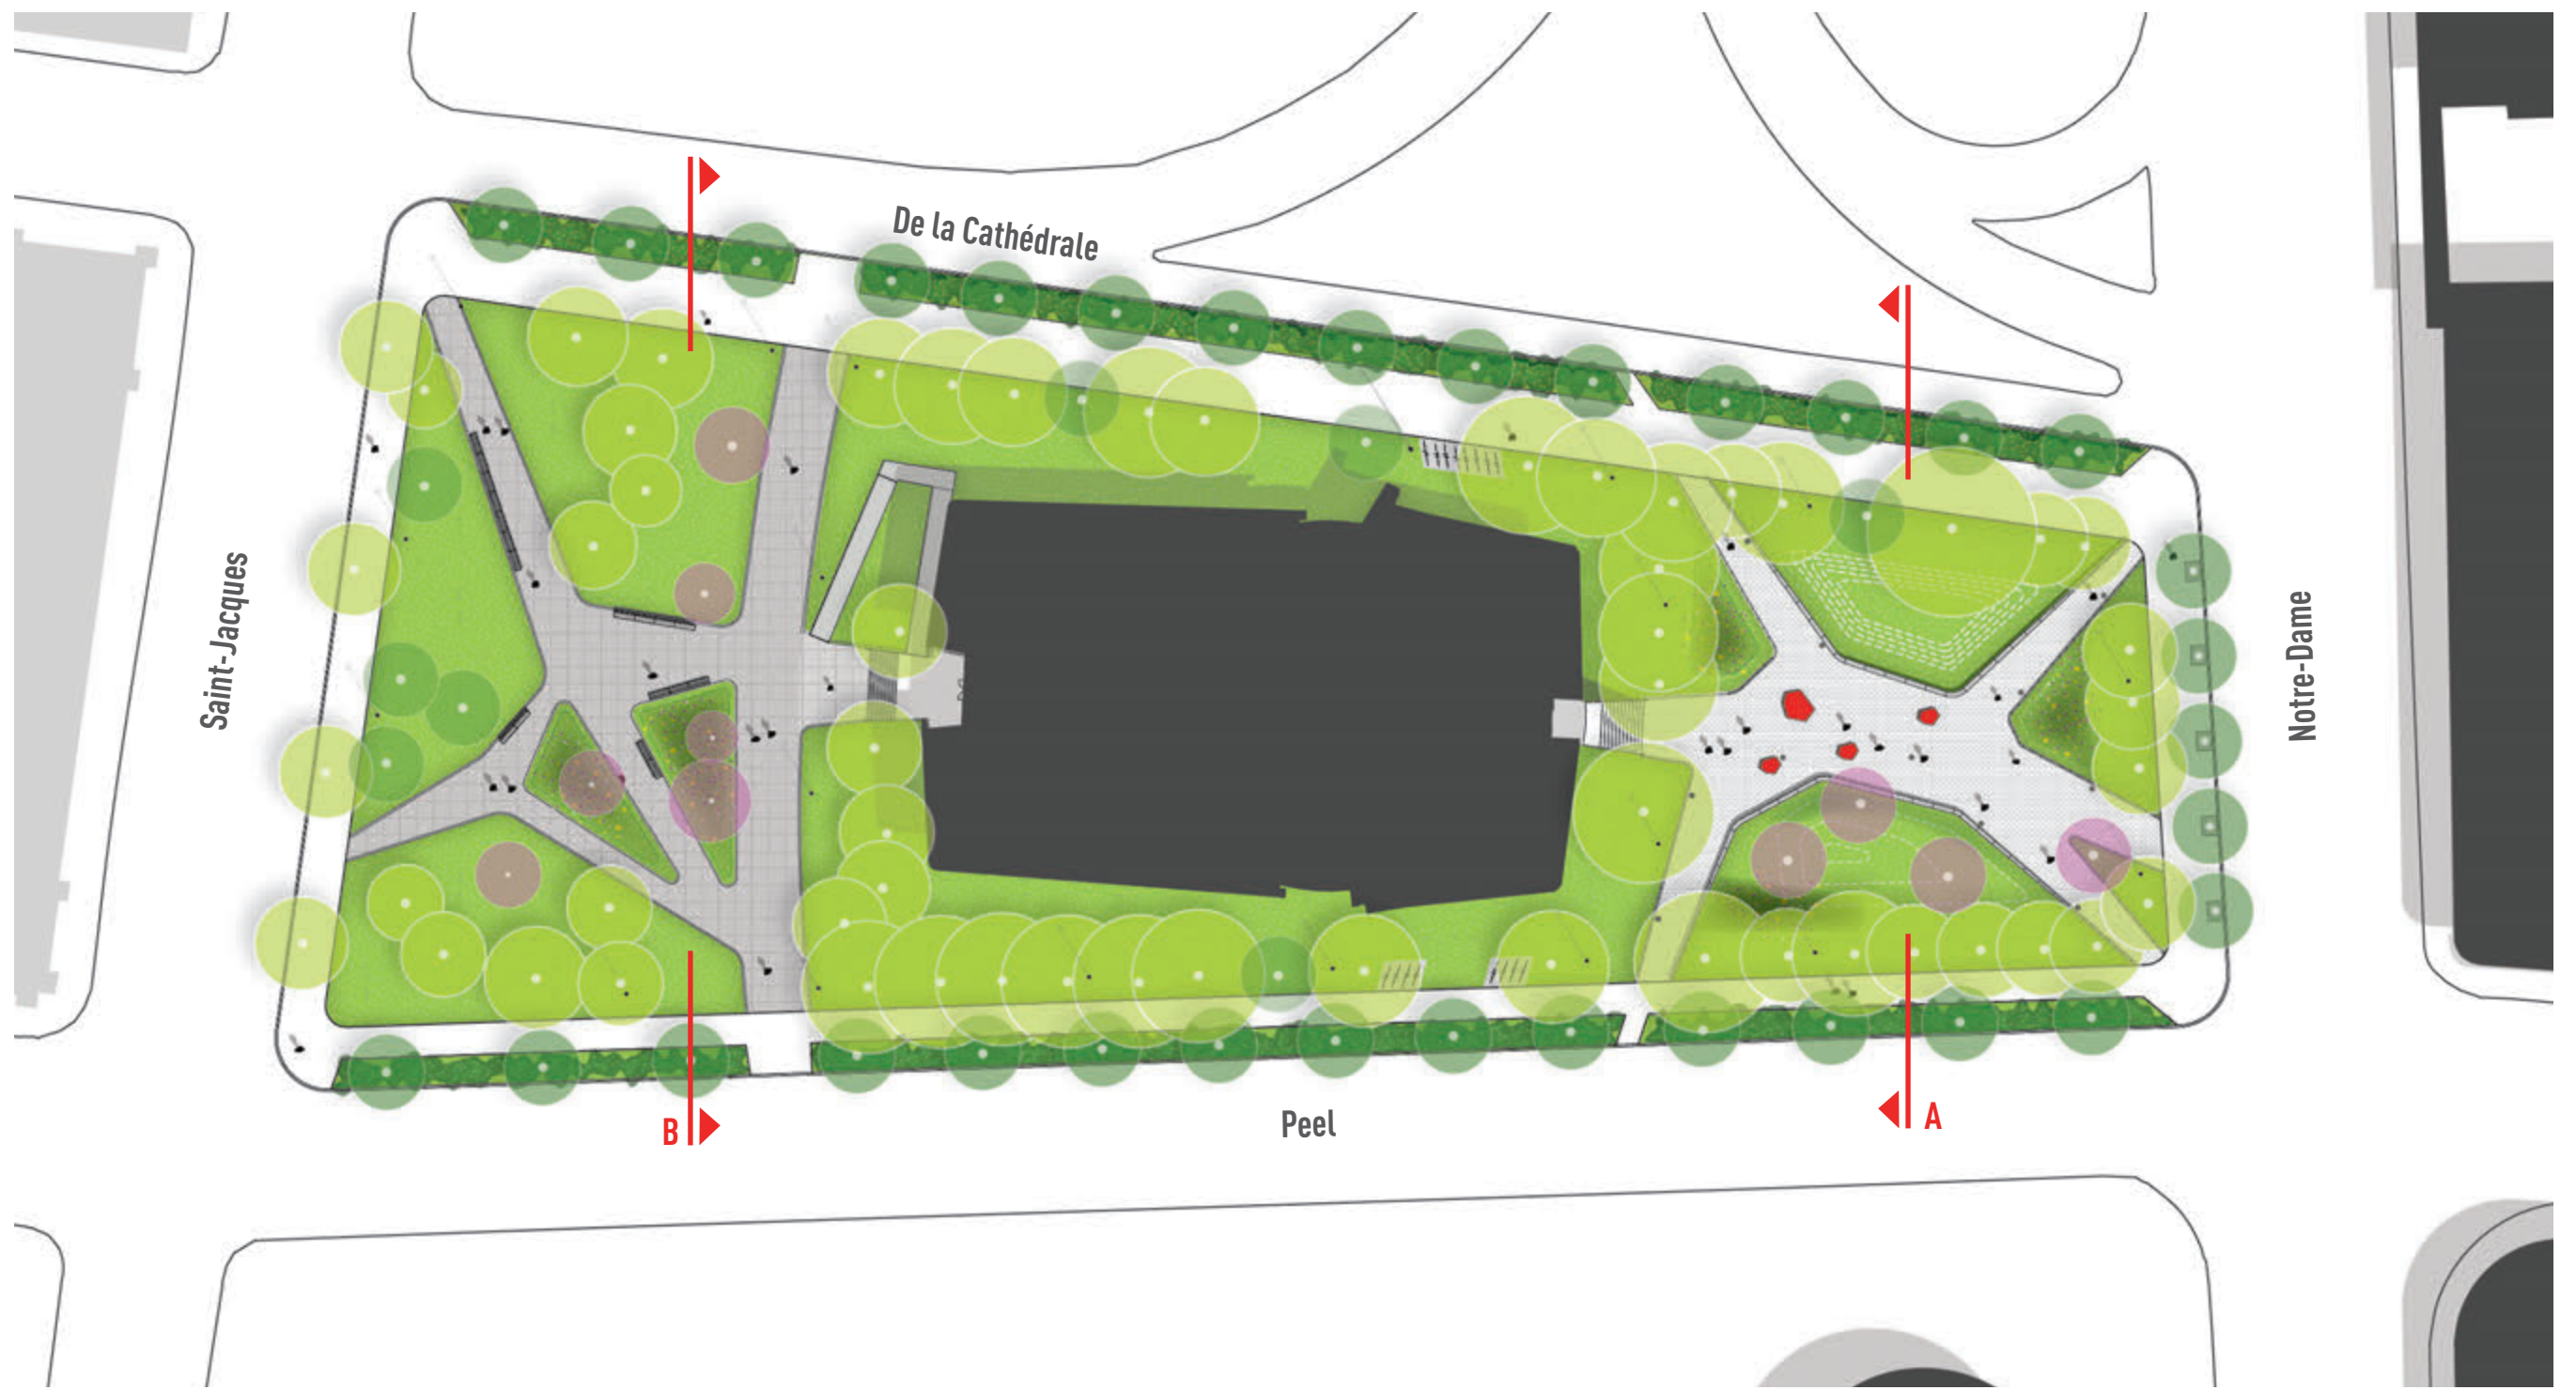 De la Cathédrale
Saint-Jacques
Notre-Dame
B
Peel
A